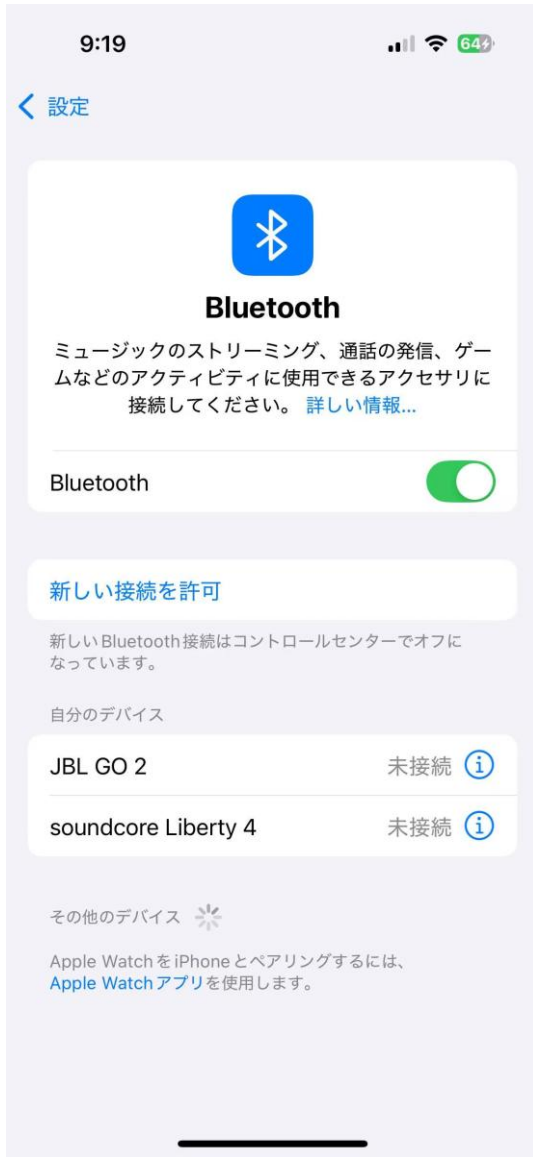 9:19
64
設定
Bluetooth
ミュージックのストリーミング、通話の発信、ゲー
ムなどのアクティビティに使用できるアクセサリに
接続してください。 詳しい情報...
Bluetooth
新しい接続を許可
新しいBluetooth接続はコントロールセンターでオフに
なっています。
自分のデバイス
JBL GO 2 未接続
soundcore Liberty 4 未接続
その他のデバイス
Apple WatchをiPhoneとペアリングするには、
Apple Watchアプリを使用します。